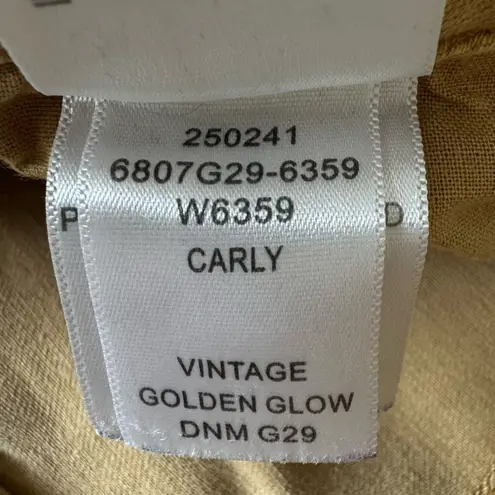 250241
6807G29-6359
W6359
P
D
CARLY
VINTAGE
GOLDEN GLOW
DNM G29